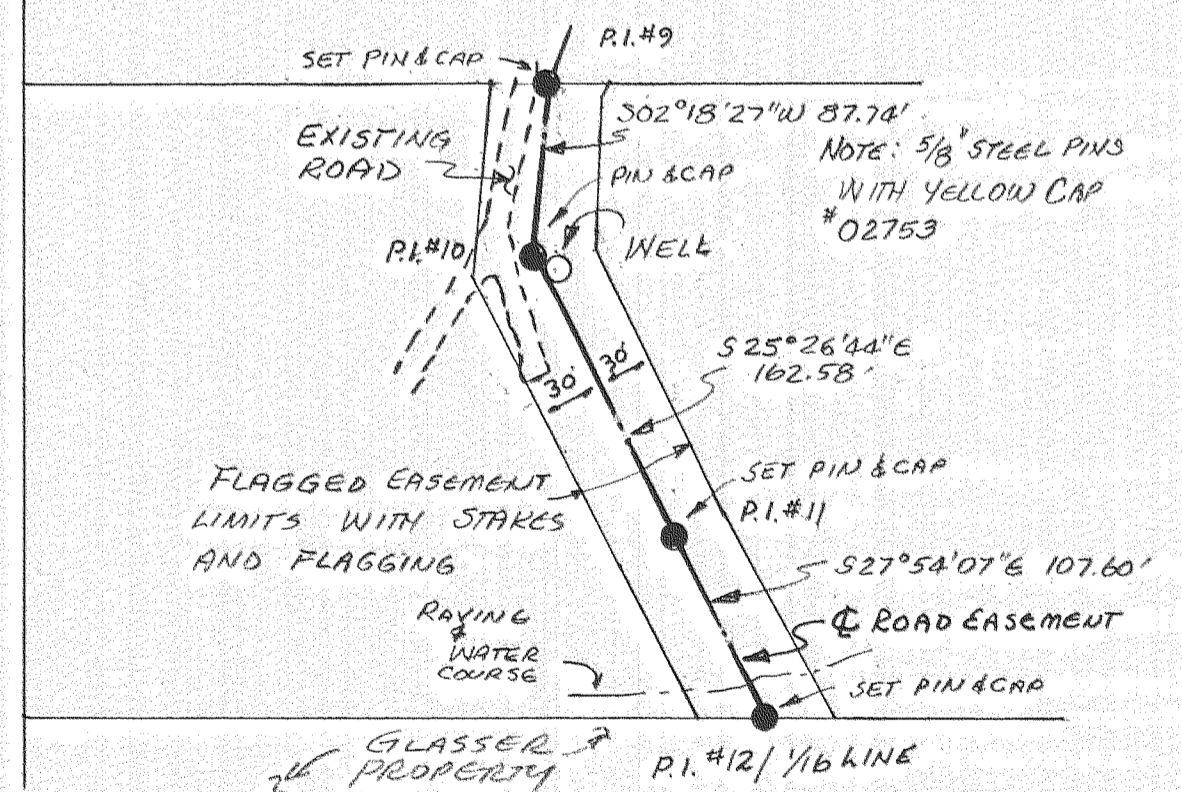 P.I.#9
SET PIN & CAP
S02°18'27"W 87.74'
EXISTING
ROAD
NOTE: 5/8" STEEL PINS
WITH YELLOW CAP
#02753
PIN & CAP
WELL
P.I.#10
S25°26'44"E
162.58'
30'
30'
FLAGGED EASEMENT
LIMITS WITH STAKES
AND FLAGGING
SET PIN & CAP
P.I.#11
S27°54'07"E 107.60'
℄ ROAD EASEMENT
RAVINE
&
WATER
COURSE
SET PIN & CAP
GLASSER
PROPERTY
P.I.#12/ 1/16 LINE